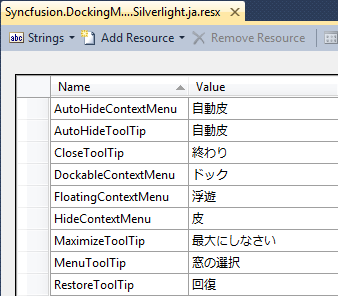 Syncfusion.DockingM....Silverlight.ja.resx
abc Strings Add Resource Remove Resource
Name Value
AutoHideContextMenu 自動皮
AutoHideToolTip 自動皮
CloseToolTip 終わり
DockableContextMenu ドック
FloatingContextMenu 浮遊
HideContextMenu 皮
MaximizeToolTip 最大にしなさい
MenuToolTip 窓の選択
RestoreToolTip 回復